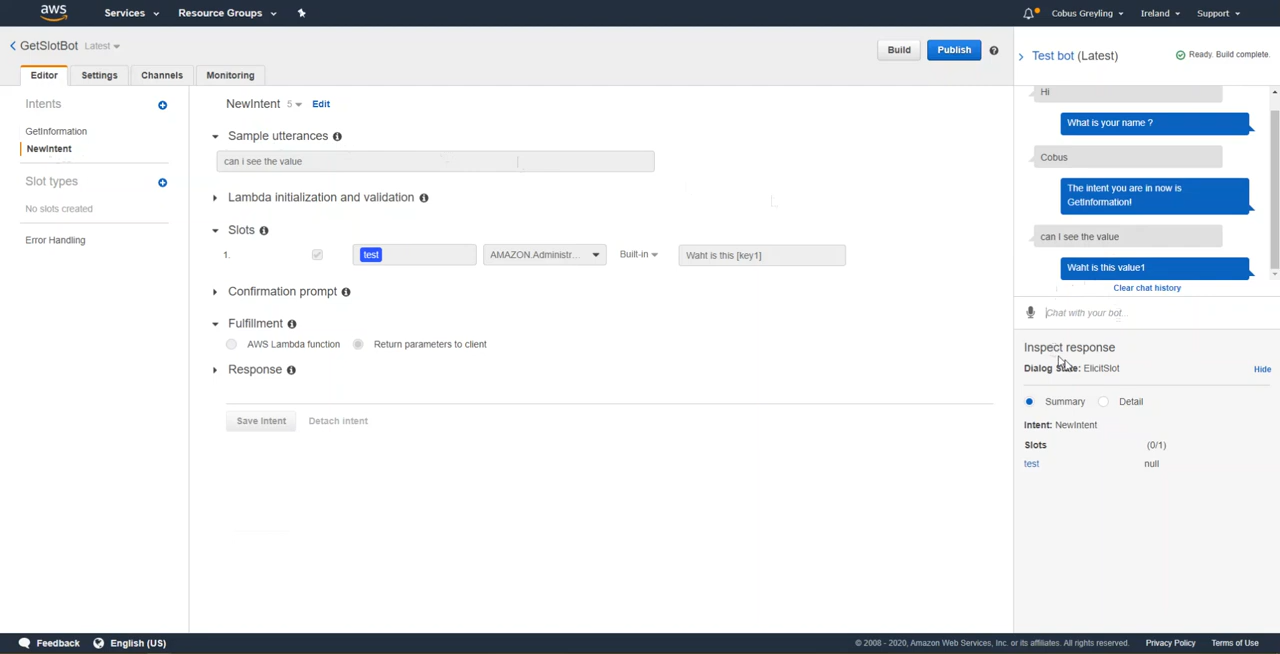 aws Services Resource Groups Cobus Greyling Ireland Support
GetSlotBot Latest Build Publish
Editor Settings Channels Monitoring
Intents
GetInformation
NewIntent
Slot types
No slots created
Error Handling
NewIntent 5 Edit
Sample utterances
can i see the value
Lambda initialization and validation
Slots
1. test AMAZON.Administr... Built-in Waht is this [key1]
Confirmation prompt
Fulfillment
AWS Lambda function Return parameters to client
Response
Save Intent Detach intent
Test bot (Latest) Ready. Build complete.
Hi
What is your name ?
Cobus
The intent you are in now is
GetInformation!
can I see the value
Waht is this value1
Clear chat history
Chat with your bot...
Inspect response
Dialog State: ElicitSlot Hide
Summary Detail
Intent: NewIntent
Slots (0/1)
test null
Feedback English (US) © 2008 - 2020, Amazon Web Services, Inc. or its affiliates. All rights reserved. Privacy Policy Terms of Use